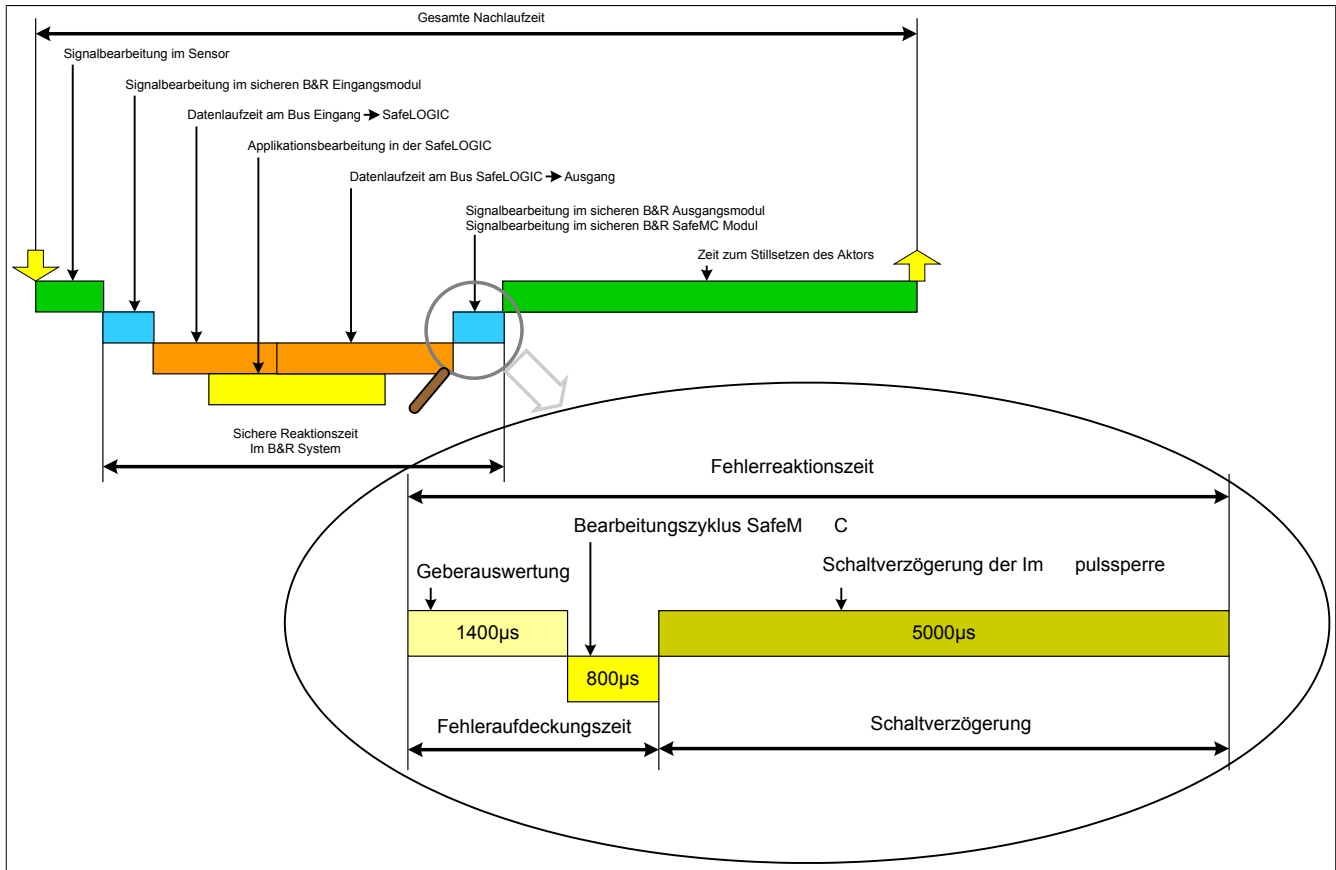 Gesamte Nachlaufzeit
Signalbearbeitung im Sensor
Signalbearbeitung im sicheren B&R Eingangsmodul
Datenlaufzeit am Bus Eingang → SafeLOGIC
Applikationsbearbeitung in der SafeLOGIC
Datenlaufzeit am Bus SafeLOGIC → Ausgang
Signalbearbeitung im sicheren B&R Ausgangsmodul
Signalbearbeitung im sicheren B&R SafeMC Modul
Zeit zum Stillsetzen des Aktors
Sichere Reaktionszeit
Im B&R System
Fehlerreaktionszeit
Bearbeitungszyklus SafeM C
Geberauswertung
Schaltverzögerung der Im pulssperre
1400µs
5000µs
800µs
Fehleraufdeckungszeit
Schaltverzögerung